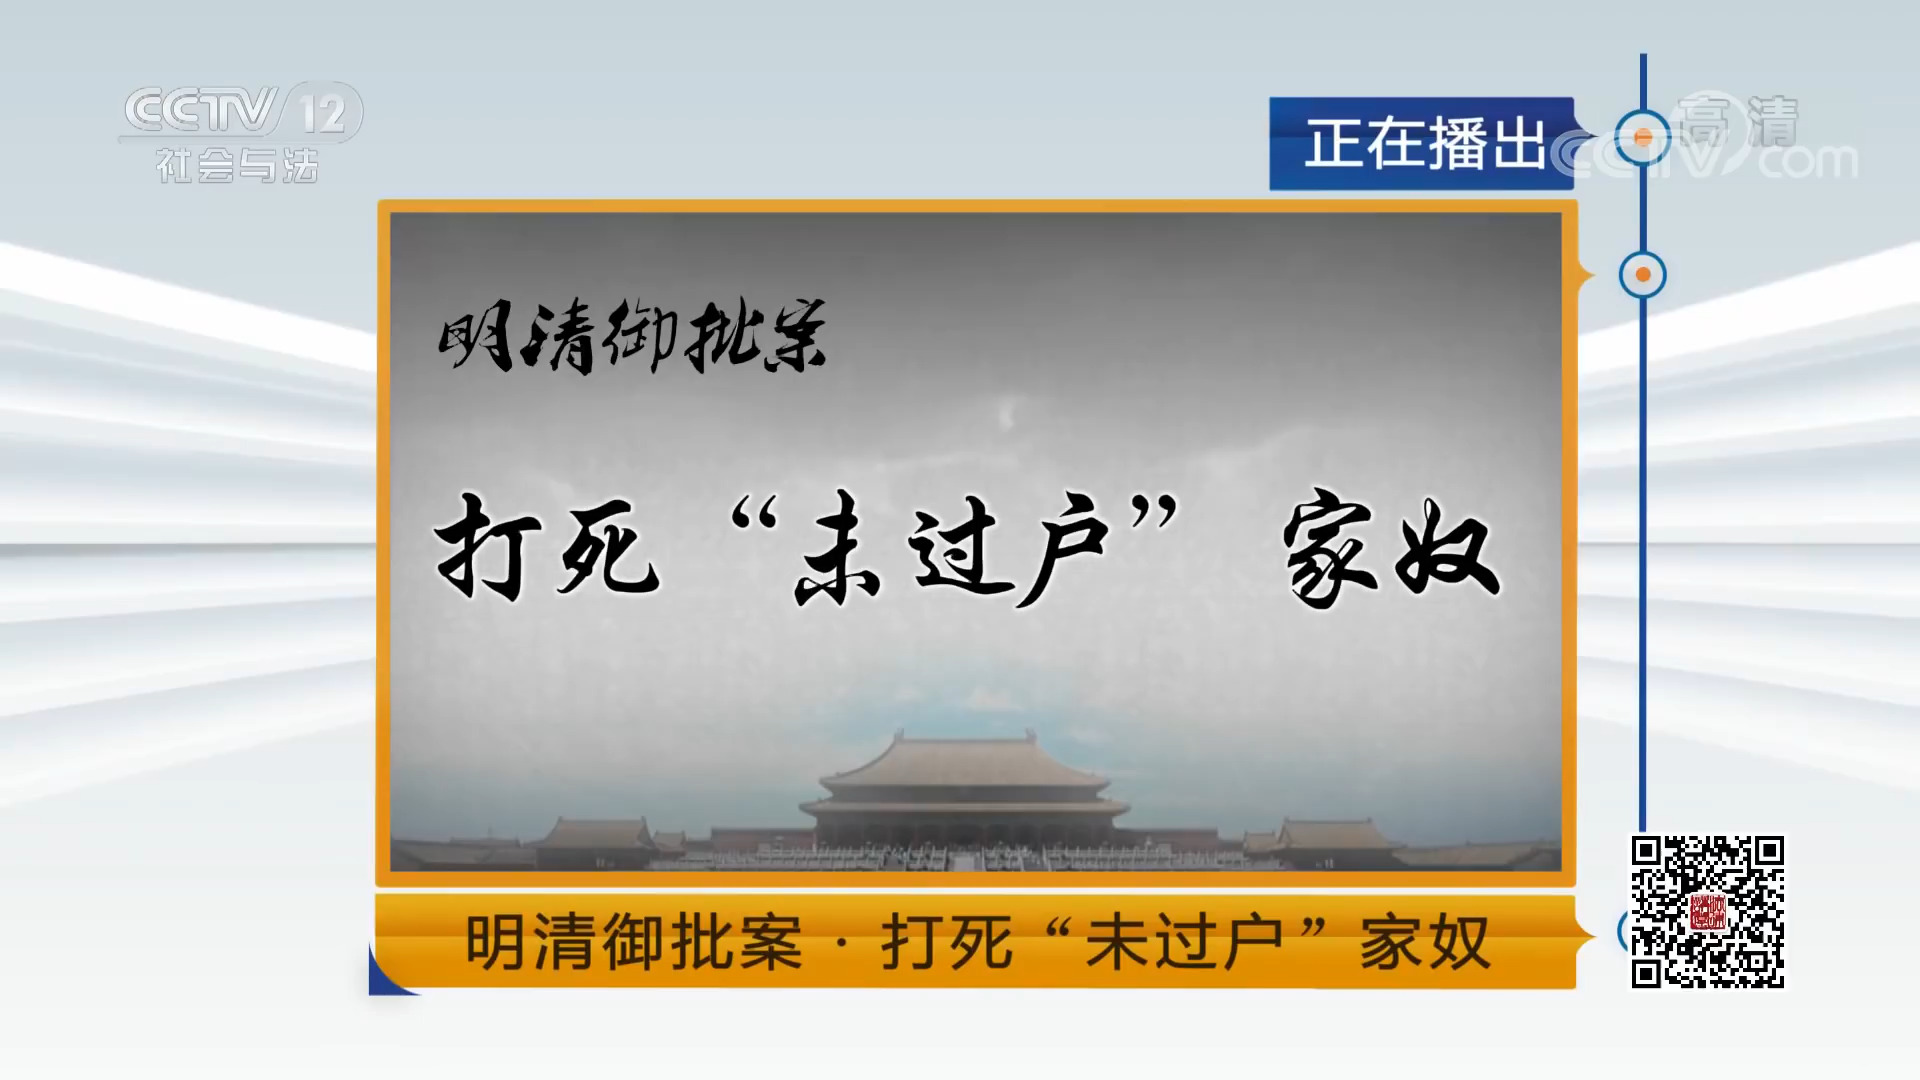 CCTV 12
社会与法
正在播出
高清
CCTV.com
明清御批案
打死“未过户”家奴
明清御批案·打死“未过户”家奴